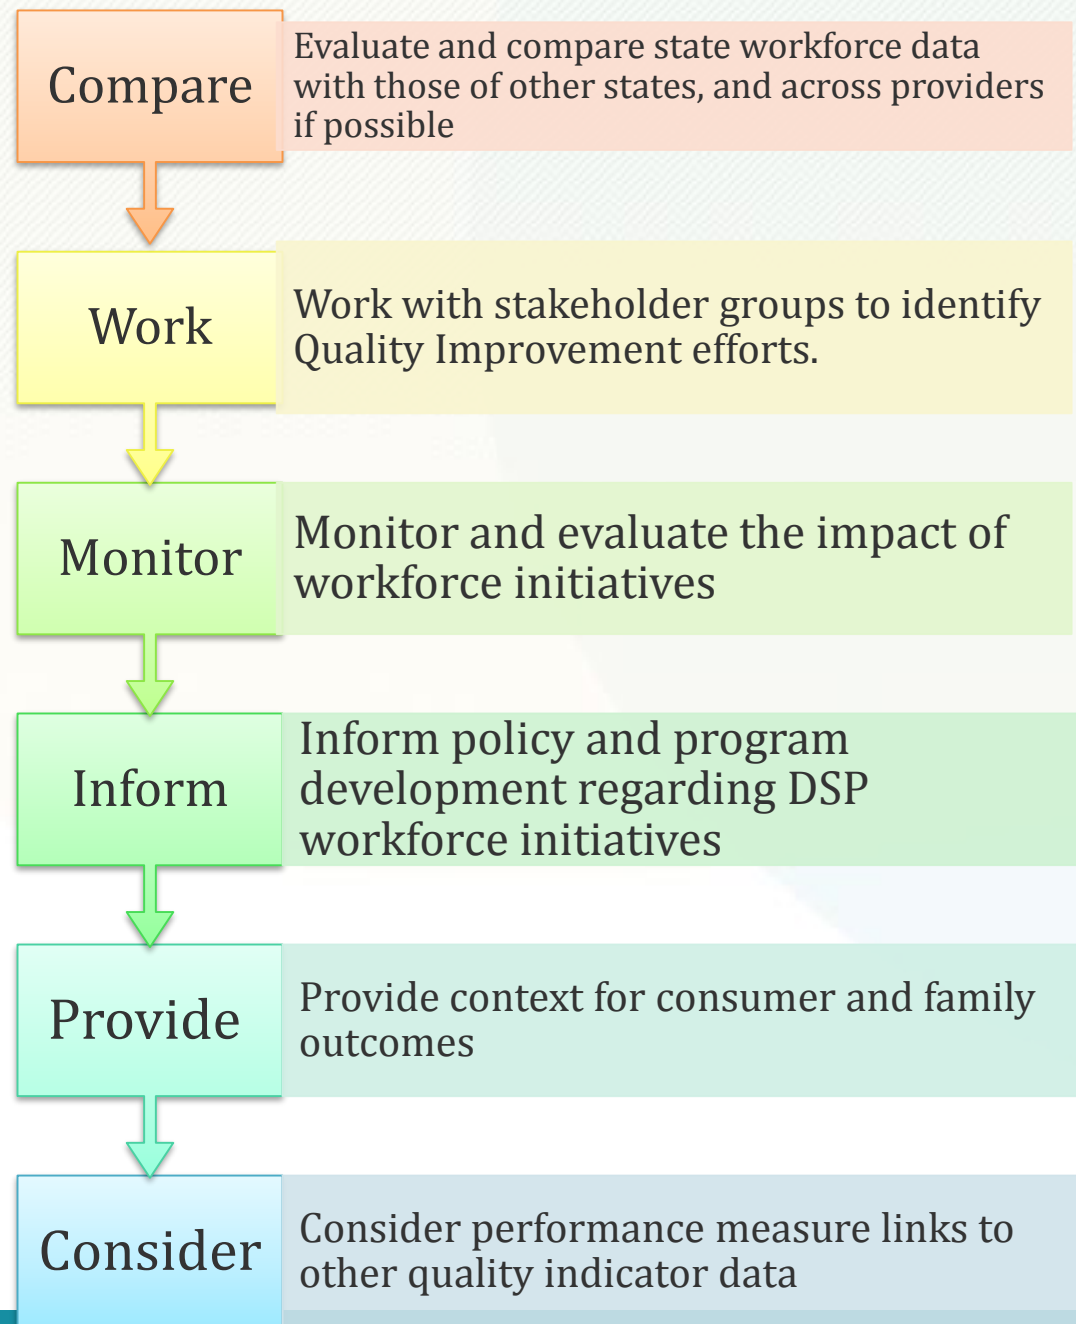 Compare
Evaluate and compare state workforce data
with those of other states, and across providers
if possible
Work
Work with stakeholder groups to identify
Quality Improvement efforts.
Monitor
Monitor and evaluate the impact of
workforce initiatives
Inform
Inform policy and program
development regarding DSP
workforce initiatives
Provide
Provide context for consumer and family
outcomes
Consider
Consider performance measure links to
other quality indicator data